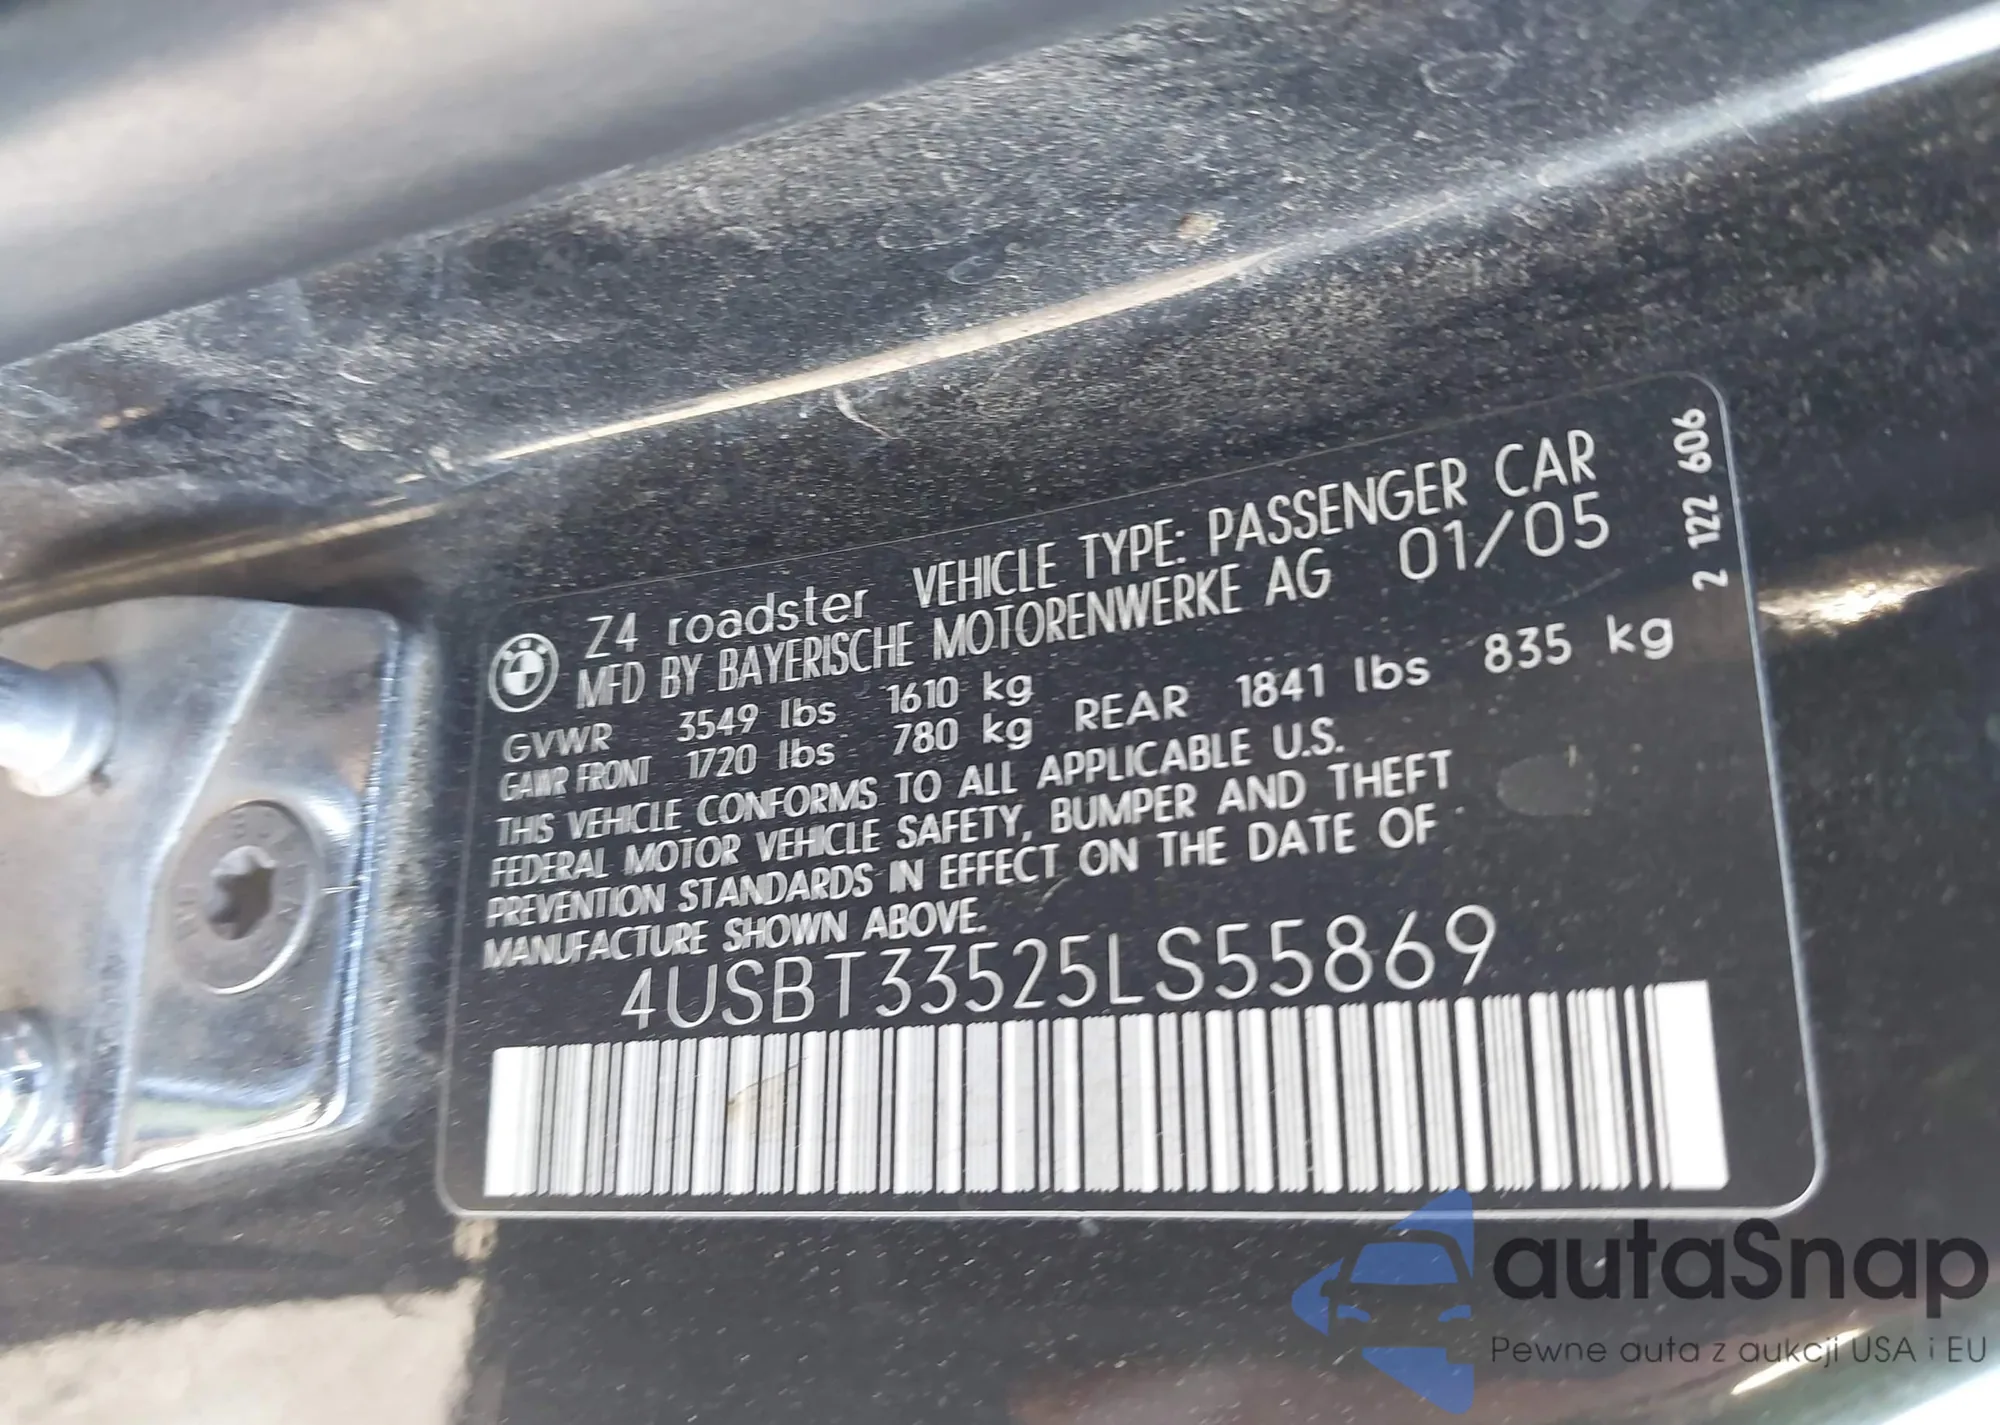 Z4 roadster VEHICLE TYPE: PASSENGER CAR
MFD BY BAYERISCHE MOTORENWERKE AG 01/05
GVWR 3549 lbs 1610 kg
GAWR FRONT 1720 lbs 780 kg REAR 1841 lbs 835 kg
THIS VEHICLE CONFORMS TO ALL APPLICABLE U.S.
FEDERAL MOTOR VEHICLE SAFETY, BUMPER AND THEFT
PREVENTION STANDARDS IN EFFECT ON THE DATE OF
MANUFACTURE SHOWN ABOVE.
4USBT33525LS55869
2 122 606
autaSnap
Pewne auta z aukcji USA i EU